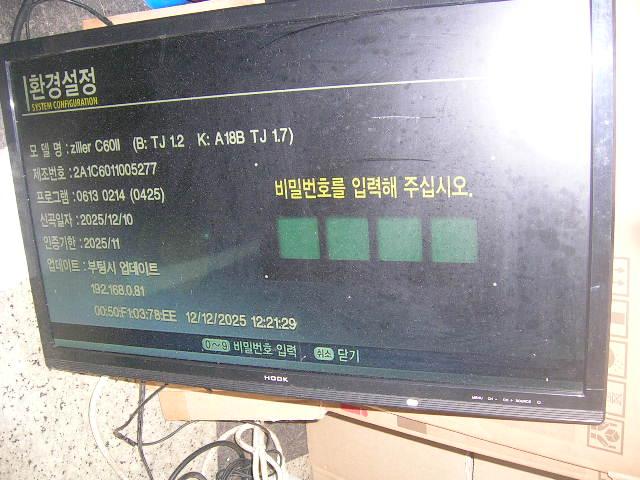 환경설정
SYSTEM CONFIGURATION
모 델 명 : ziller C60II (B: TJ 1.2 K: A18B TJ 1.7)
제조번호 : 2A1C6011005277
프로그램 : 0613 0214 (0425)
신곡일자 : 2025/12/10
인증기한 : 2025/11
업데이트 : 부팅시 업데이트
192.168.0.81
00:50:F1:03:78:EE 12/12/2025 12:21:29
비밀번호를 입력해 주십시오.
0~9 비밀번호 입력 취소 닫기
HOOK
MENU CH - CH + SOURCE